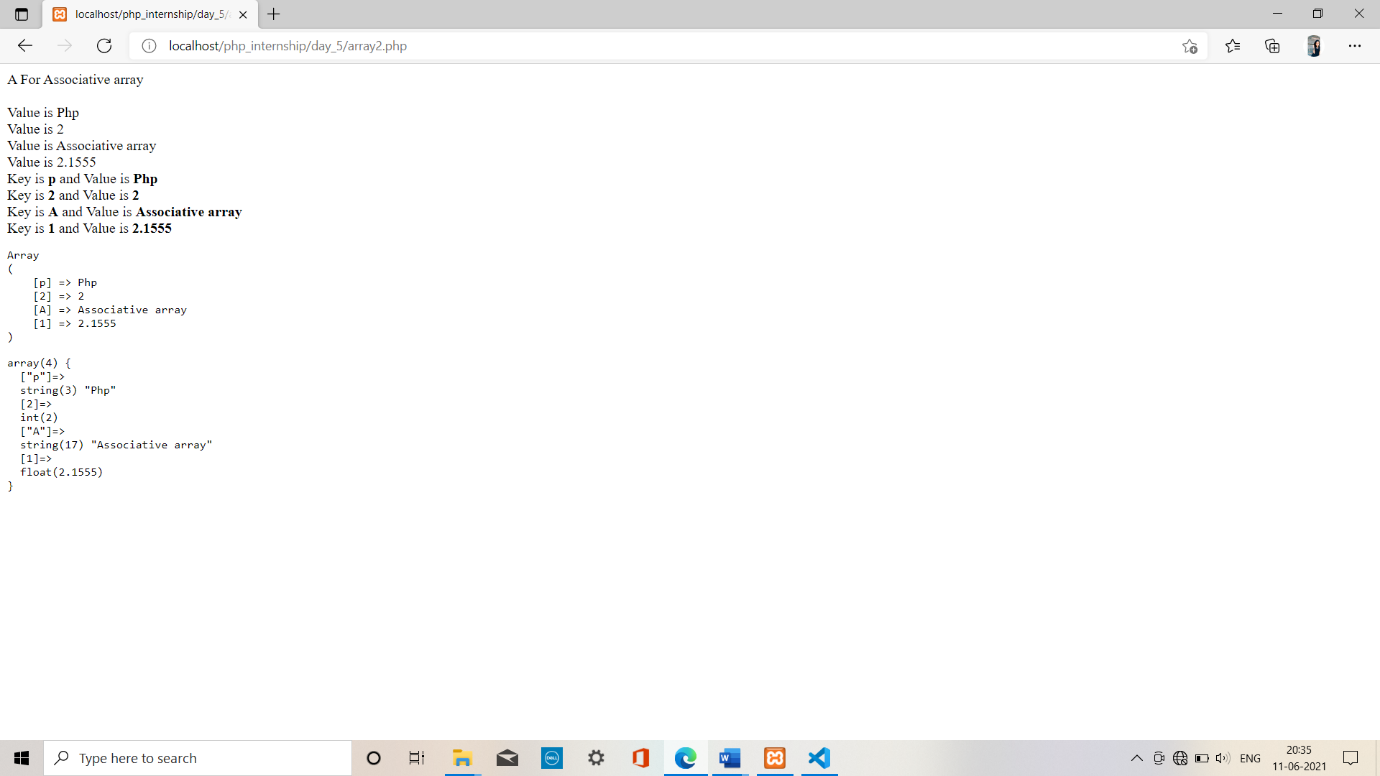 localhost/php_internship/day_5/
localhost/php_internship/day_5/array2.php
A For Associative array
Value is Php
Value is 2
Value is Associative array
Value is 2.1555
Key is p and Value is Php
Key is 2 and Value is 2
Key is A and Value is Associative array
Key is 1 and Value is 2.1555
Array
(
    [p] => Php
    [2] => 2
    [A] => Associative array
    [1] => 2.1555
)
array(4) {
  ["p"]=>
  string(3) "Php"
  [2]=>
  int(2)
  ["A"]=>
  string(17) "Associative array"
  [1]=>
  float(2.1555)
}
Type here to search
DELL
W
ENG
20:35
11-06-2021